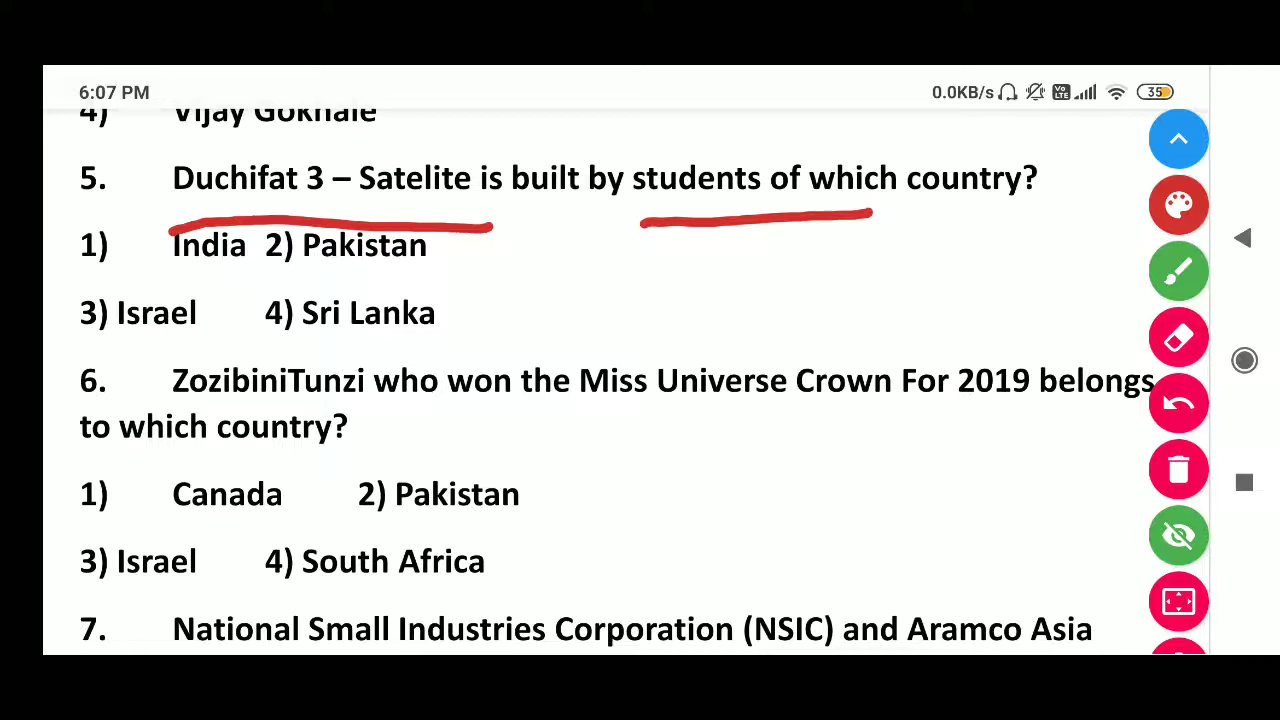 6:07 PM 0.0KB/s Vo LTE 35
4) Vijay Gokhale
5. Duchifat 3 – Satelite is built by students of which country?
1) India 2) Pakistan
3) Israel 4) Sri Lanka
6. ZozibiniTunzi who won the Miss Universe Crown For 2019 belongs
to which country?
1) Canada 2) Pakistan
3) Israel 4) South Africa
7. National Small Industries Corporation (NSIC) and Aramco Asia